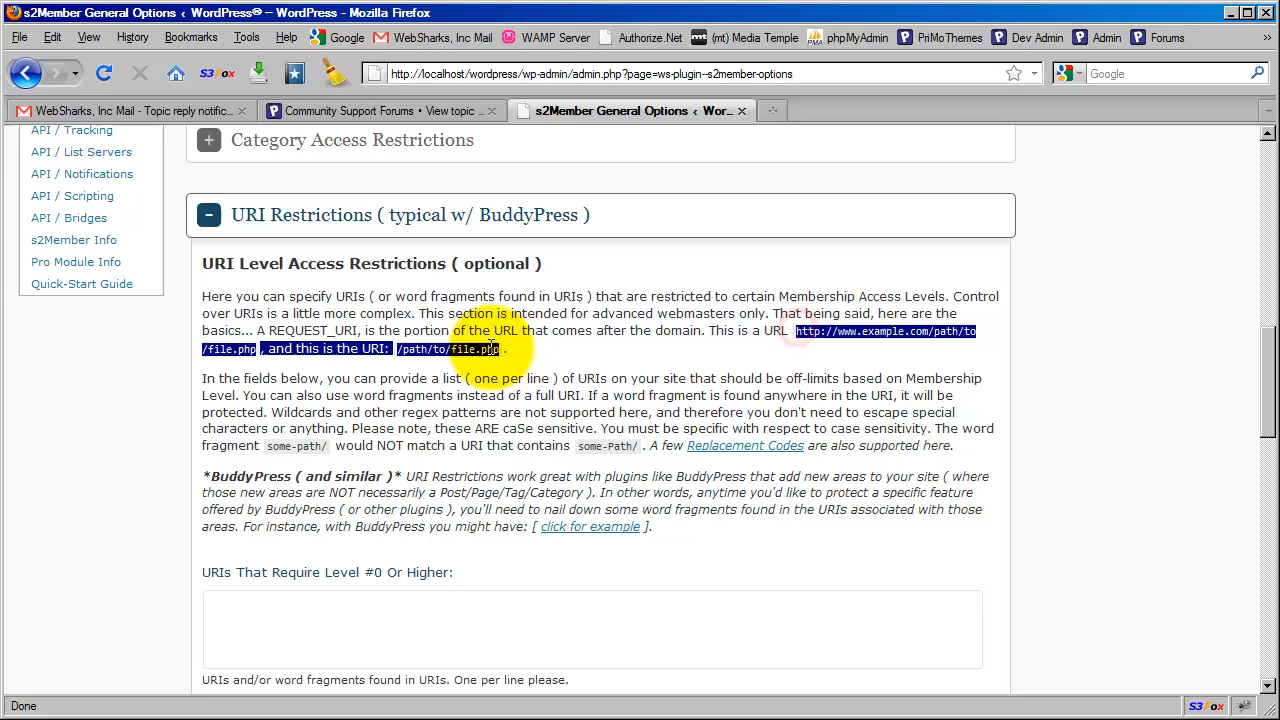 s2Member General Options ‹ WordPress® — WordPress - Mozilla Firefox
File Edit View History Bookmarks Tools Help Google WebSharks, Inc Mail WAMP Server Authorize.Net (mt) Media Temple phpMyAdmin PriMoThemes Dev Admin Admin Forums »
S3Fox http://localhost/wordpress/wp-admin/admin.php?page=ws-plugin--s2member-options Google
WebSharks, Inc Mail - Topic reply notific... Community Support Forums • View topic ... s2Member General Options ‹ Wor...
API / Tracking
API / List Servers
API / Notifications
API / Scripting
API / Bridges
s2Member Info
Pro Module Info
Quick-Start Guide
Category Access Restrictions
URI Restrictions ( typical w/ BuddyPress )
URI Level Access Restrictions ( optional )
Here you can specify URIs ( or word fragments found in URIs ) that are restricted to certain Membership Access Levels. Control
over URIs is a little more complex. This section is intended for advanced webmasters only. That being said, here are the
basics... A REQUEST_URI, is the portion of the URL that comes after the domain. This is a URL http://www.example.com/path/to
/file.php , and this is the URI: /path/to/file.php .
In the fields below, you can provide a list ( one per line ) of URIs on your site that should be off-limits based on Membership
Level. You can also use word fragments instead of a full URI. If a word fragment is found anywhere in the URI, it will be
protected. Wildcards and other regex patterns are not supported here, and therefore you don't need to escape special
characters or anything. Please note, these ARE caSe sensitive. You must be specific with respect to case sensitivity. The word
fragment some-path/ would NOT match a URI that contains some-Path/ . A few Replacement Codes are also supported here.
*BuddyPress ( and similar )* URI Restrictions work great with plugins like BuddyPress that add new areas to your site ( where
those new areas are NOT necessarily a Post/Page/Tag/Category ). In other words, anytime you'd like to protect a specific feature
offered by BuddyPress ( or other plugins ), you'll need to nail down some word fragments found in the URIs associated with those
areas. For instance, with BuddyPress you might have: [ click for example ].
URIs That Require Level #0 Or Higher:
URIs and/or word fragments found in URIs. One per line please.
Done S3Fox